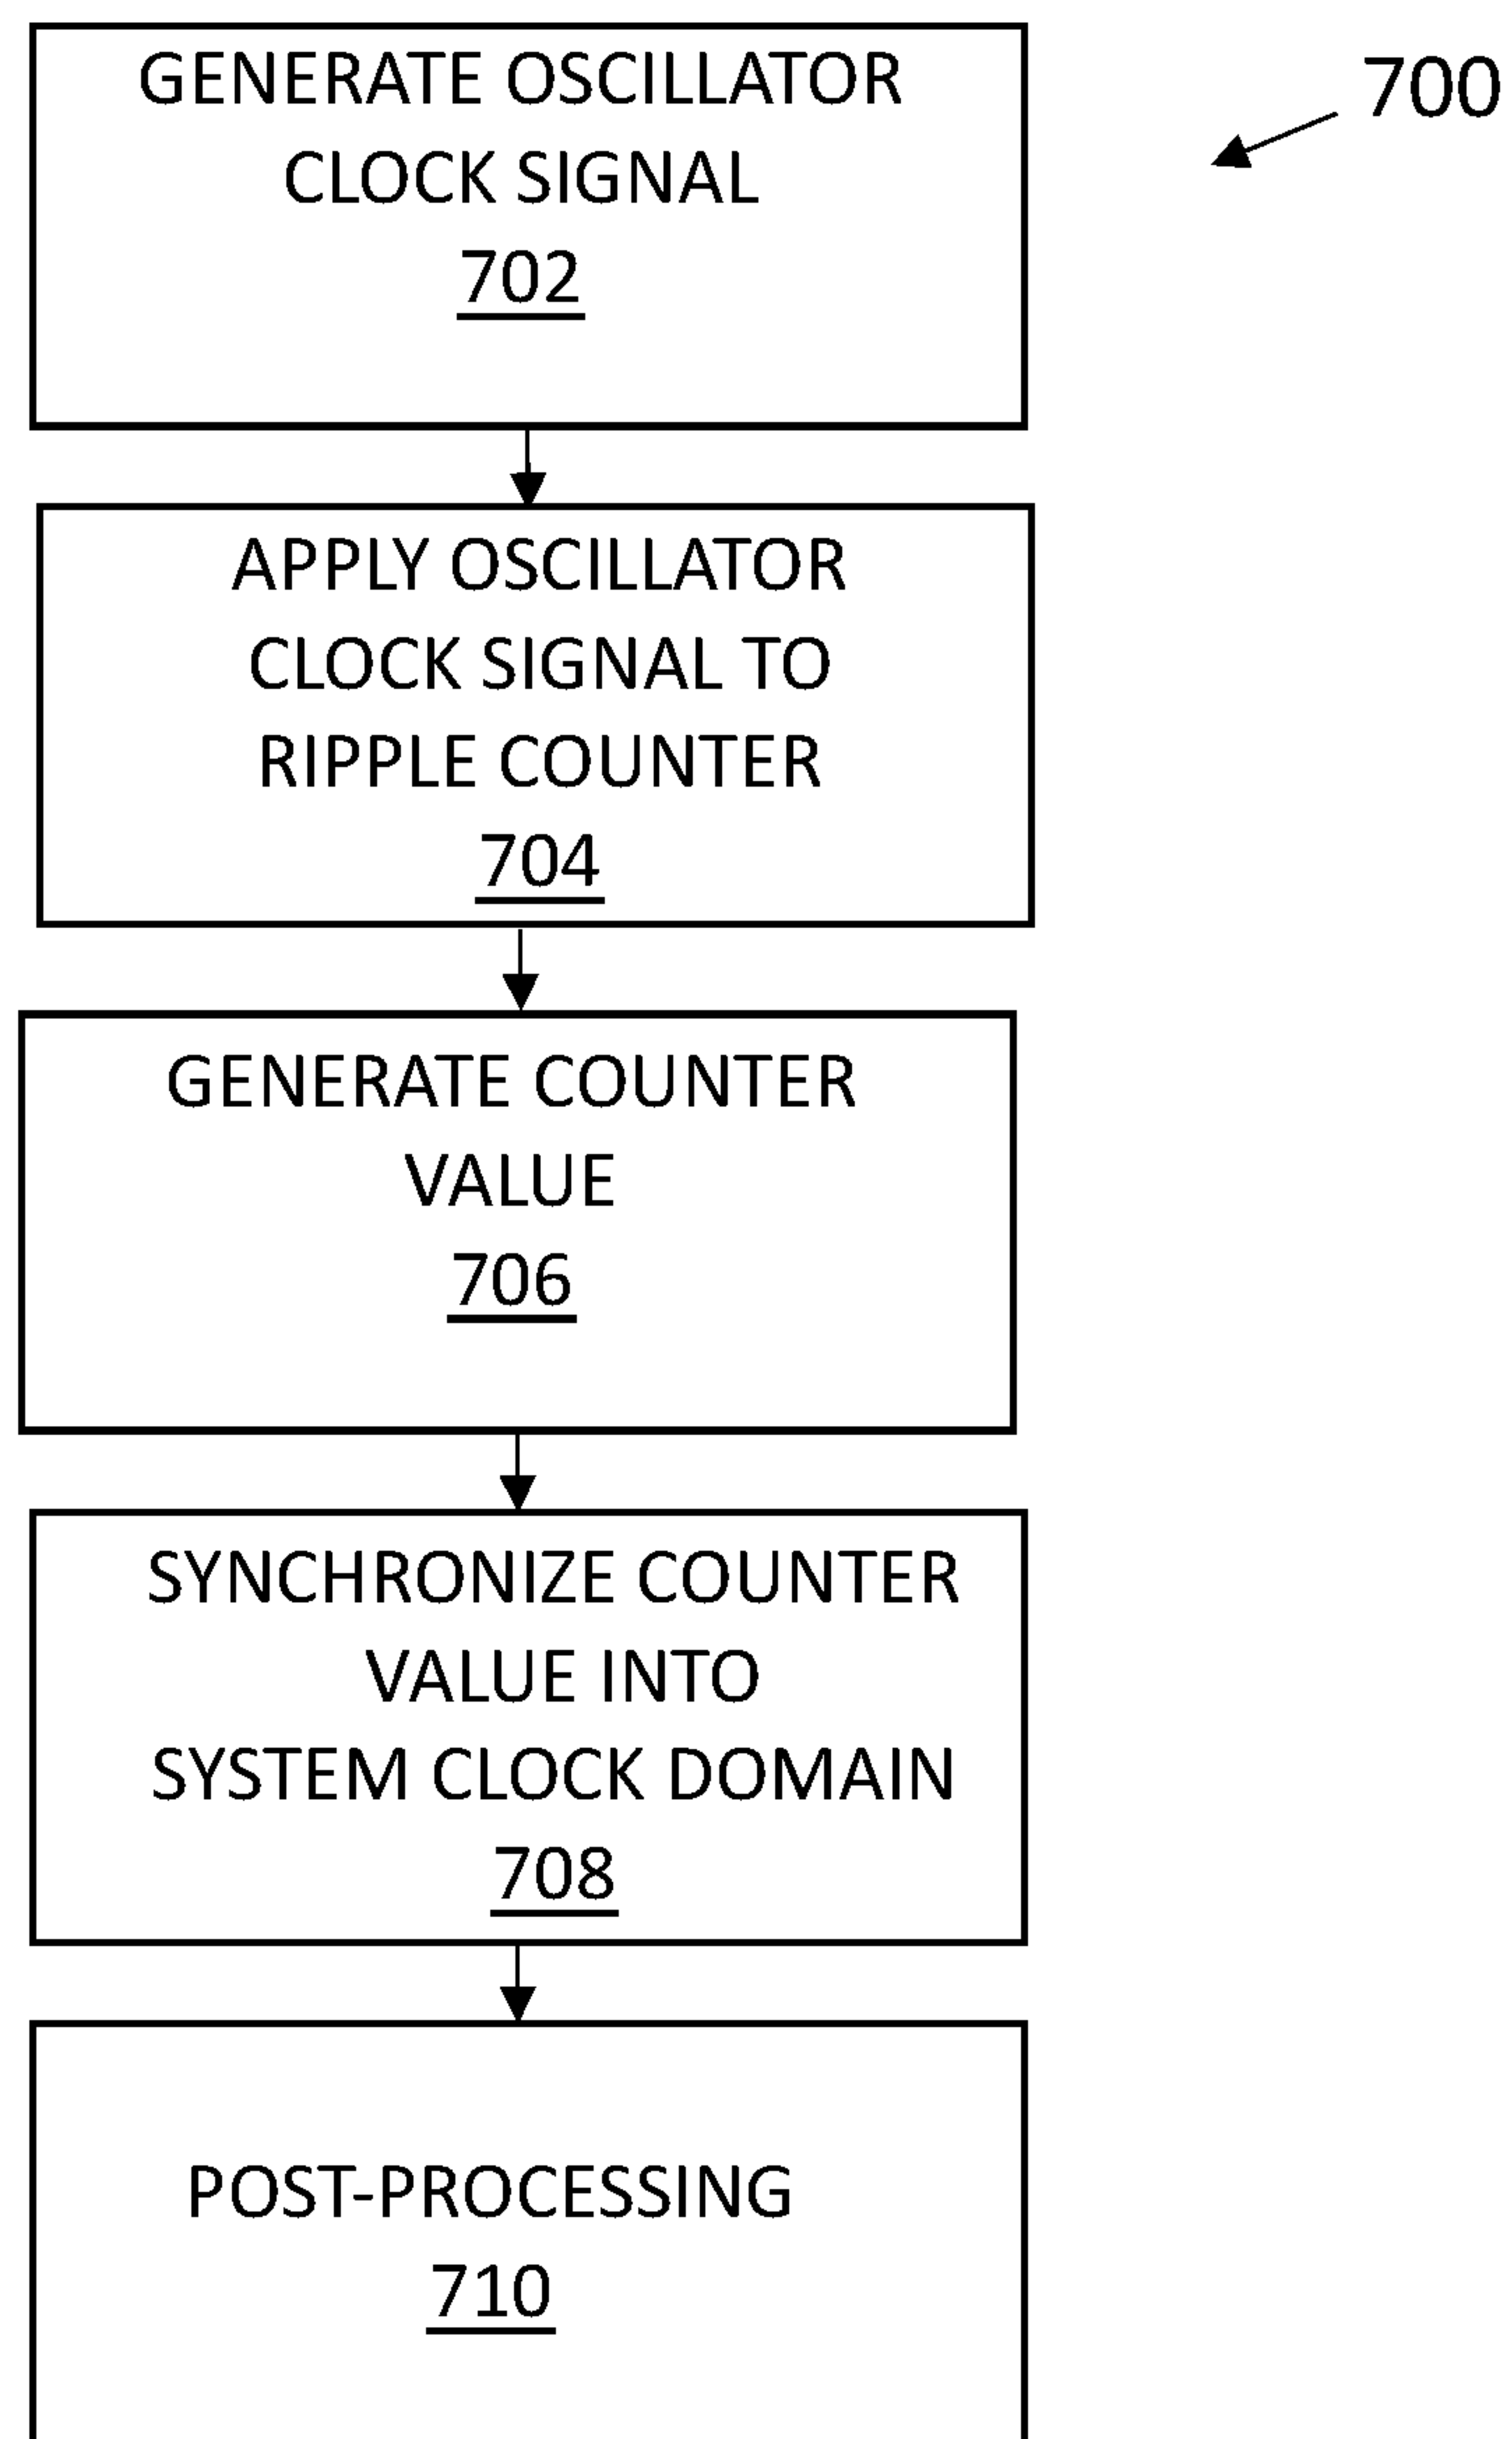 GENERATE OSCILLATOR
CLOCK SIGNAL
702
700
APPLY OSCILLATOR
CLOCK SIGNAL TO
RIPPLE COUNTER
704
GENERATE COUNTER
VALUE
706
SYNCHRONIZE COUNTER
VALUE INTO
SYSTEM CLOCK DOMAIN
708
POST-PROCESSING
710